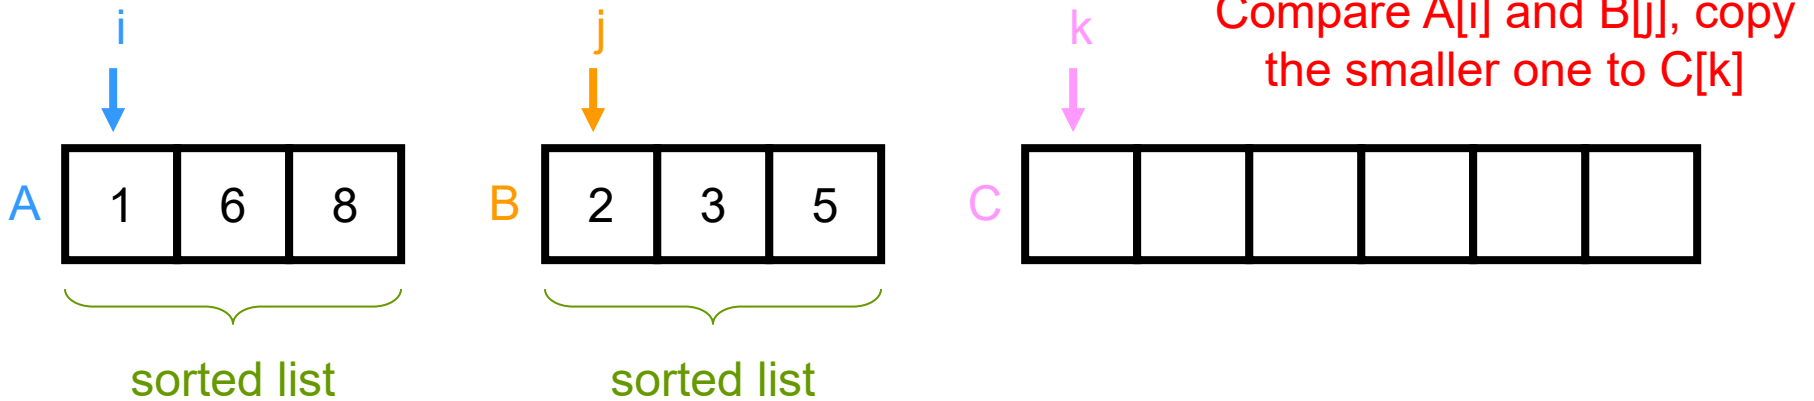 i
j
k
Compare A[i] and B[j], copy
the smaller one to C[k]
A 1 6 8
B 2 3 5
C
sorted list
sorted list